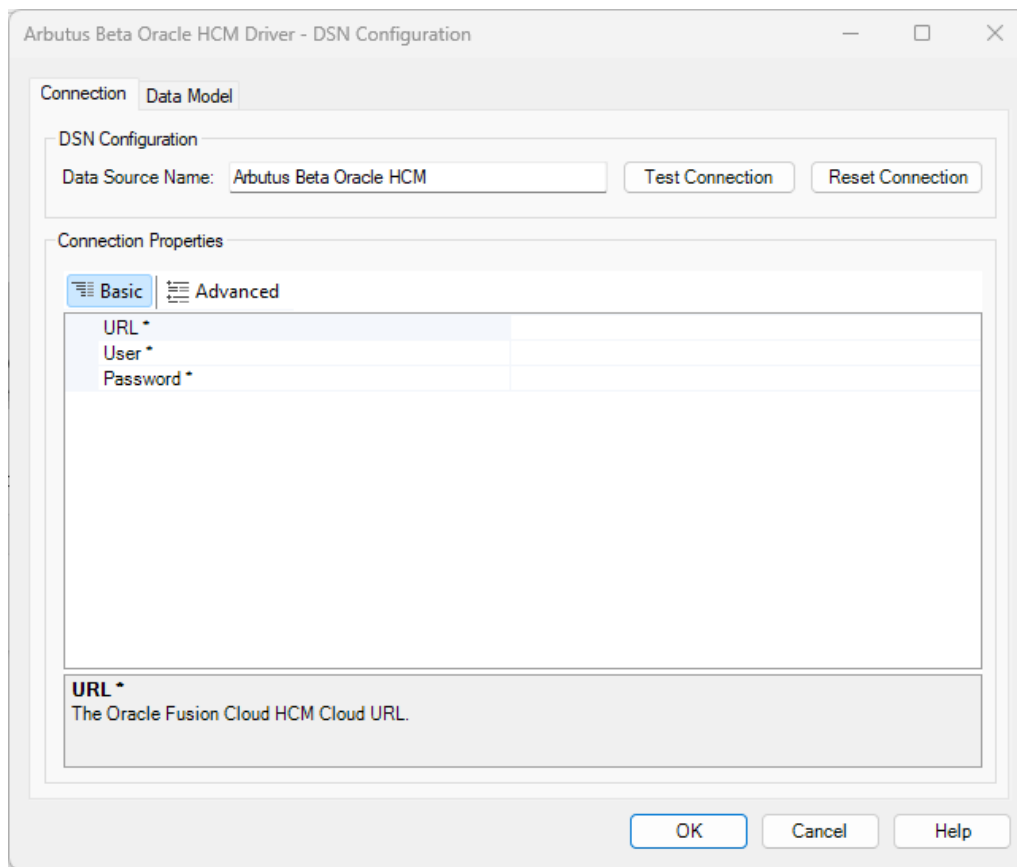 Arbutus Beta Oracle HCM Driver - DSN Configuration
Connection Data Model
DSN Configuration
Data Source Name: Arbutus Beta Oracle HCM Test Connection Reset Connection
Connection Properties
Basic Advanced
URL *
User *
Password *
URL *
The Oracle Fusion Cloud HCM Cloud URL.
OK Cancel Help